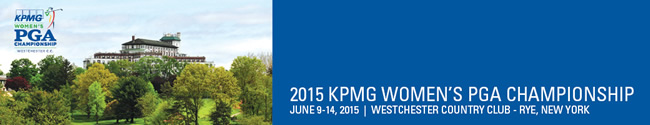 KPMG
WOMEN'S
PGA
CHAMPIONSHIP
WESTCHESTER C.C.
2015 KPMG WOMEN'S PGA CHAMPIONSHIP
JUNE 9-14, 2015 | WESTCHESTER COUNTRY CLUB - RYE, NEW YORK